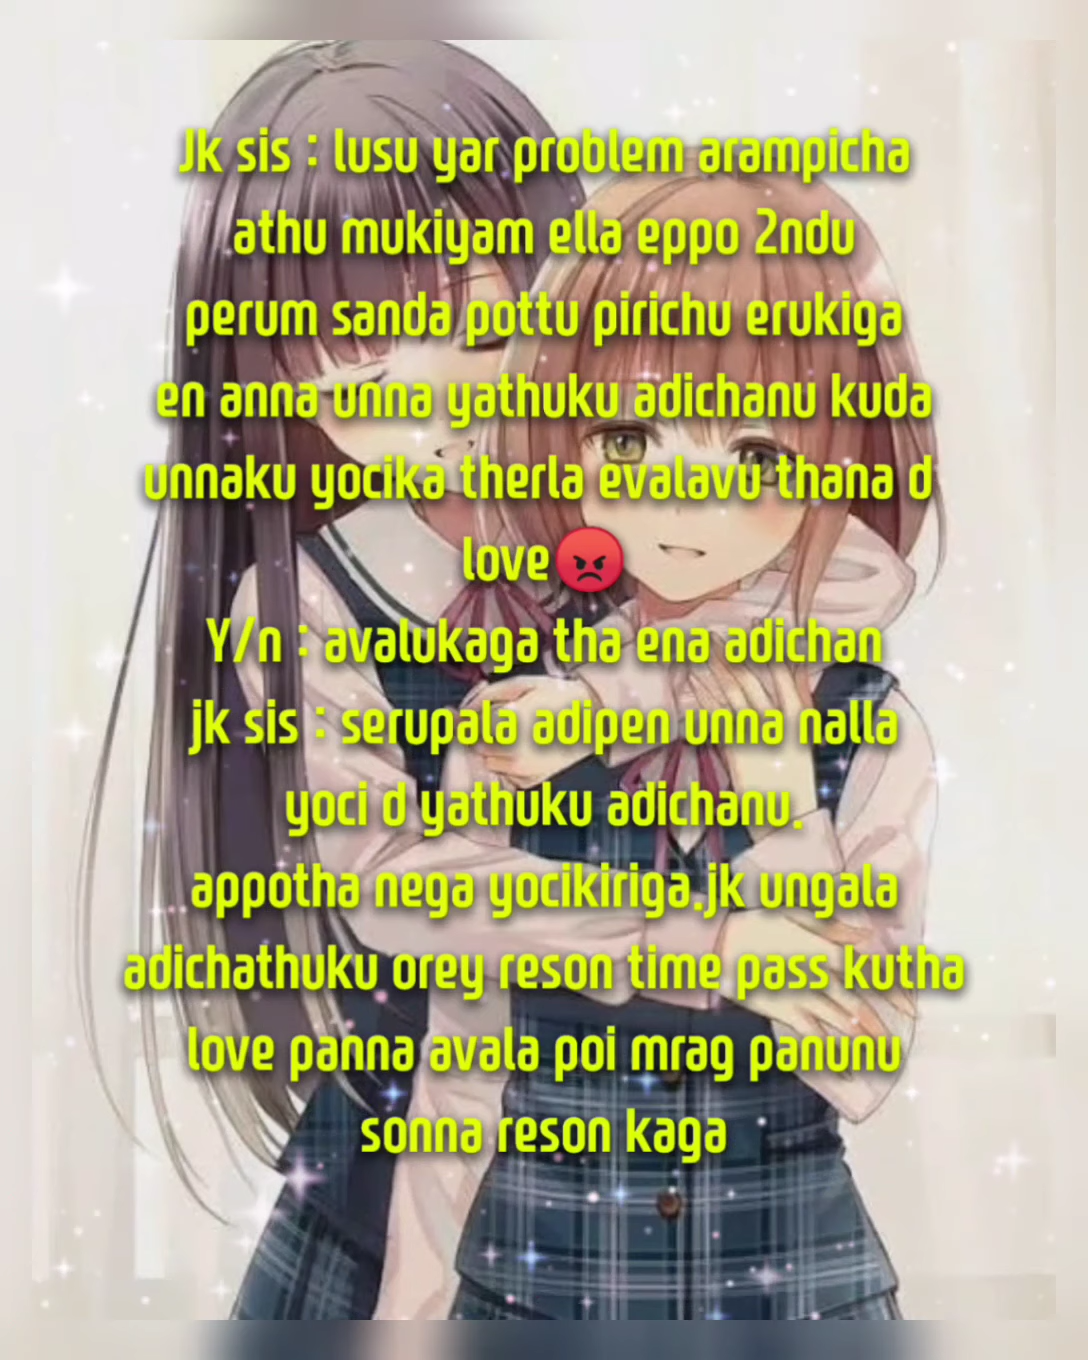 Jk sis : lusu yar problem arampicha
athu mukiyam ella eppo 2ndu
perum sanda pottu pirichu erukiga
en anna unna yathuku adichanu kuda
unnaku yocika therla evalavu thana d
love😡
Y/n : avalukaga tha ena adichan
jk sis : serupala adipen unna nalla
yoci d yathuku adichanu.
appotha nega yocikiriga.jk ungala
adichathuku orey reson time pass kutha
love panna avala poi mrag panunu
sonna reson kaga